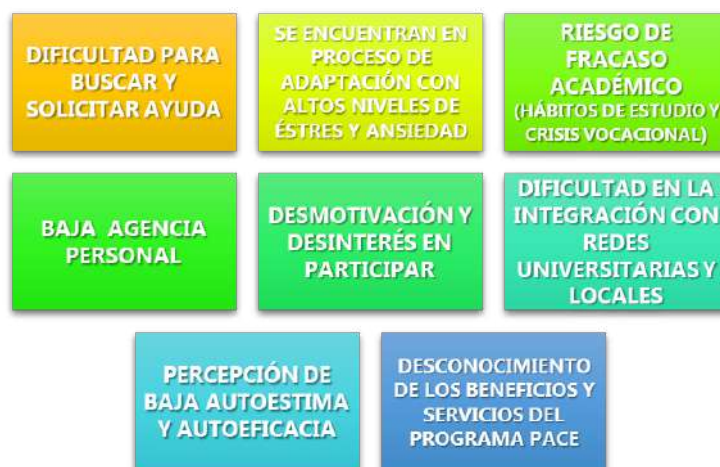 DIFICULTAD PARA
BUSCAR Y
SOLICITAR AYUDA
SE ENCUENTRAN EN
PROCESO DE
ADAPTACIÓN CON
ALTOS NIVELES DE
ÉSTRES Y ANSIEDAD
RIESGO DE
FRACASO
ACADÉMICO
(HÁBITOS DE ESTUDIO Y
CRISIS VOCACIONAL)
BAJA AGENCIA
PERSONAL
DESMOTIVACIÓN Y
DESINTERÉS EN
PARTICIPAR
DIFICULTAD EN LA
INTEGRACIÓN CON
REDES
UNIVERSITARIAS Y
LOCALES
PERCEPCIÓN DE
BAJA AUTOESTIMA
Y AUTOEFICACIA
DESCONOCIMIENTO
DE LOS BENEFICIOS Y
SERVICIOS DEL
PROGRAMA PACE